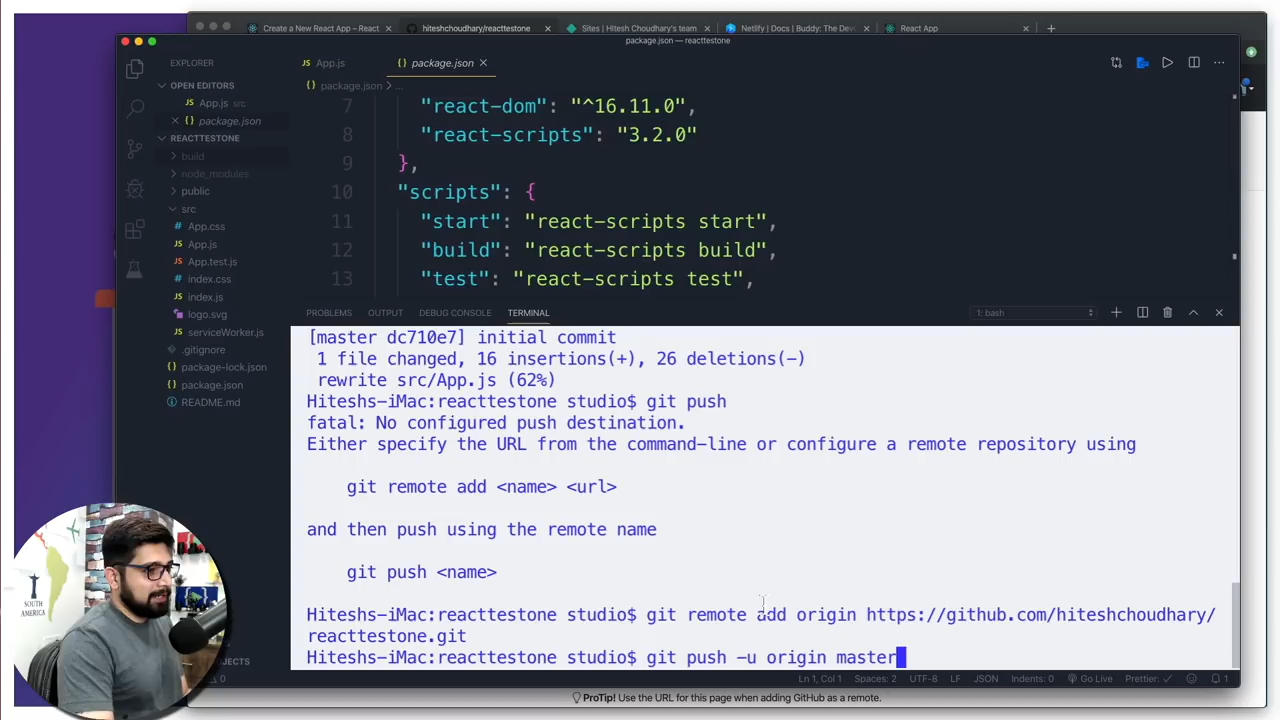 Create a New React App – React
hiteshchoudhary/reacttestone
Sites | Hitesh Choudhary's team
Netlify | Docs | Buddy: The Dev
React App
package.json — reacttestone
EXPLORER
OPEN EDITORS
App.js src
package.json
REACTTESTONE
build
node_modules
public
src
App.css
App.js
App.test.js
index.css
index.js
logo.svg
serviceWorker.js
.gitignore
package-lock.json
package.json
README.md
App.js
package.json
package.json > ...
7 "react-dom": "^16.11.0",
8 "react-scripts": "3.2.0"
9 },
10 "scripts": {
11 "start": "react-scripts start",
12 "build": "react-scripts build",
13 "test": "react-scripts test",
PROBLEMS OUTPUT DEBUG CONSOLE TERMINAL
1: bash
[master dc710e7] initial commit
1 file changed, 16 insertions(+), 26 deletions(-)
rewrite src/App.js (62%)
Hiteshs-iMac:reacttestone studio$ git push
fatal: No configured push destination.
Either specify the URL from the command-line or configure a remote repository using
git remote add <name> <url>
and then push using the remote name
git push <name>
Hiteshs-iMac:reacttestone studio$ git remote add origin https://github.com/hiteshchoudhary/
reacttestone.git
Hiteshs-iMac:reacttestone studio$ git push -u origin master
SOUTH
AMERICA
Ln 1, Col 1 Spaces: 2 UTF-8 LF JSON Indents: 0 Go Live Prettier: ✓ 1
ProTip! Use the URL for this page when adding GitHub as a remote.